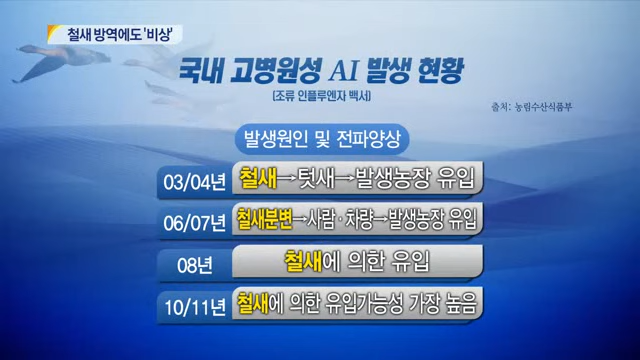 철새 방역에도 '비상'
국내 고병원성 AI 발생 현황
(조류 인플루엔자 백서)
출처: 농림수산식품부
발생원인 및 전파양상
03/04년 철새→텃새→발생농장 유입
06/07년 철새분변→사람·차량→발생농장 유입
08년 철새에 의한 유입
10/11년 철새에 의한 유입가능성 가장 높음